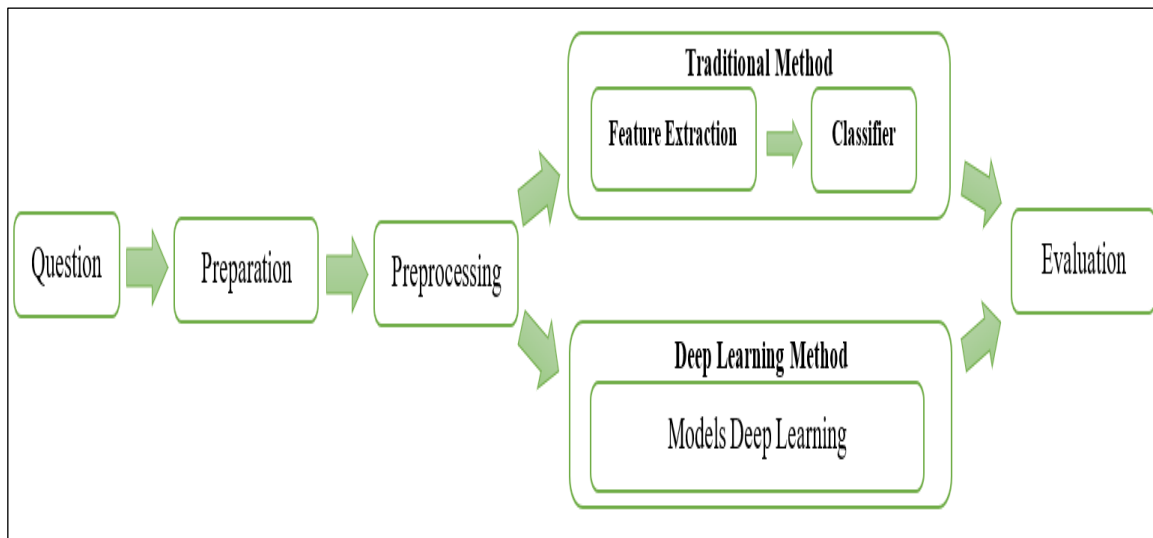 Question
Preparation
Preprocessing
Traditional Method
Feature Extraction
Classifier
Deep Learning Method
Models Deep Learning
Evaluation